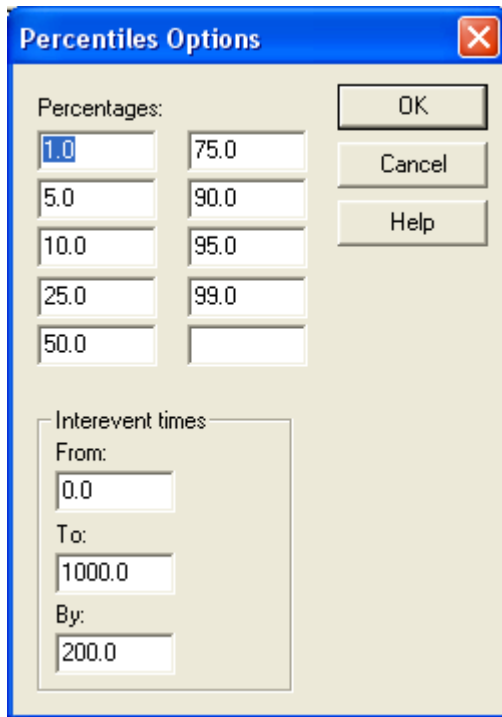 Percentiles Options
Percentages:
1.0
5.0
10.0
25.0
50.0
75.0
90.0
95.0
99.0
OK
Cancel
Help
Interevent times
From:
0.0
To:
1000.0
By:
200.0